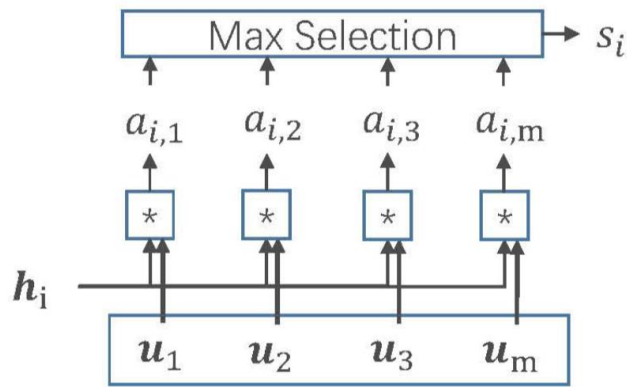 Max Selection s_i
a_{i,1} a_{i,2} a_{i,3} a_{i,m}
* * * *
h_i
u_1 u_2 u_3 u_m